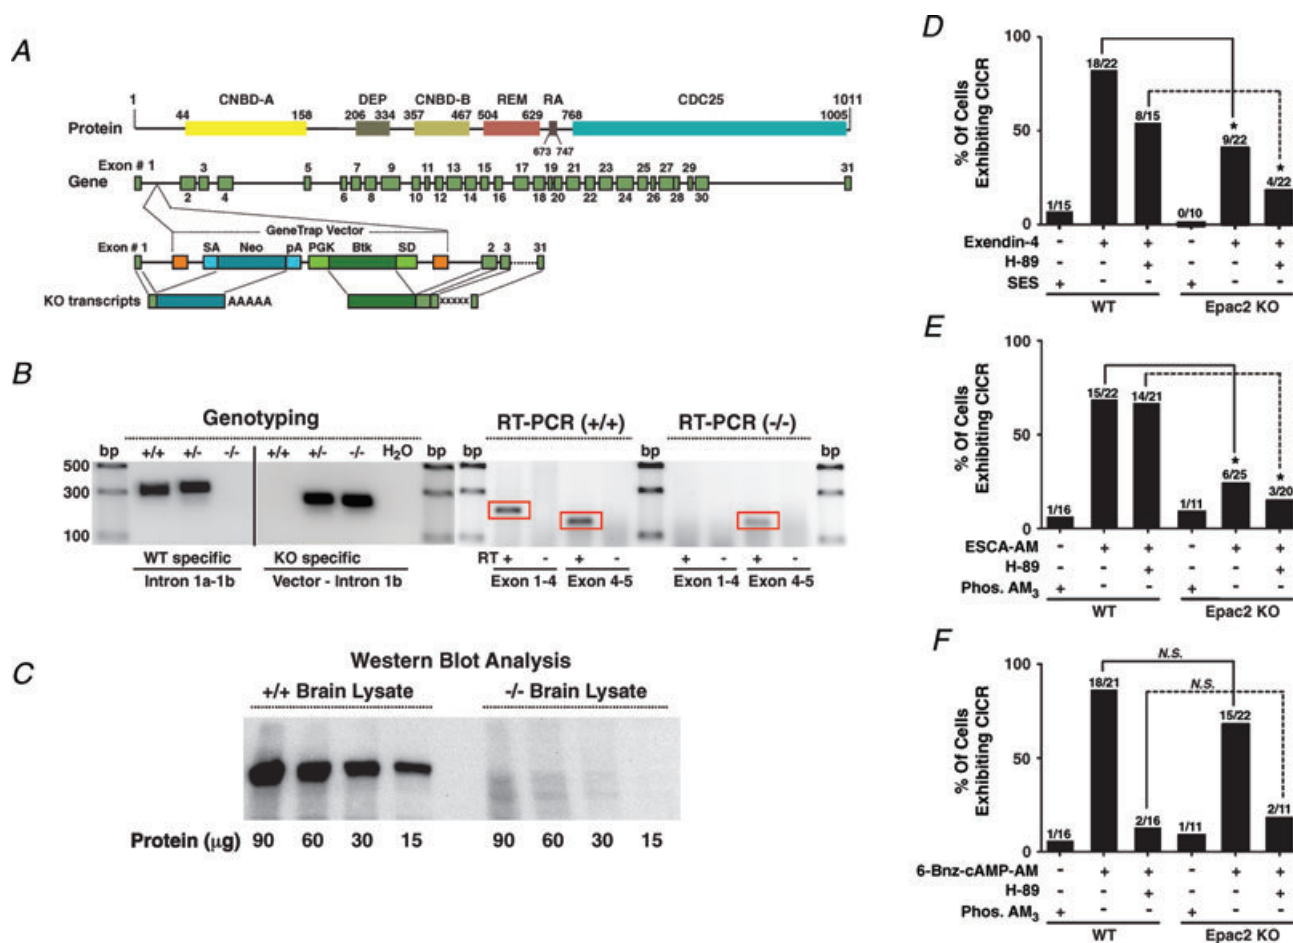 A
1 44 CNBD-A 158 206 DEP 334 357 CNBD-B 467 504 REM 629 RA 768 CDC25 1005 1011
Protein
673 747
Exon # 1 3 5 7 9 11 13 15 17 19 21 23 25 27 29 31
Gene
2 4 6 8 10 12 14 16 18 20 22 24 26 28 30
GeneTrap Vector
Exon # 1 SA Neo pA PGK Btk SD 2 3 31
KO transcripts AAAAA xxxxx
B
Genotyping
RT-PCR (+/+) RT-PCR (-/-)
bp +/+ +/- -/- +/+ +/- -/- H2O bp bp bp bp
500
300
100
WT specific KO specific RT + - + - + - + -
Intron 1a-1b Vector - Intron 1b Exon 1-4 Exon 4-5 Exon 1-4 Exon 4-5
C
Western Blot Analysis
+/+ Brain Lysate -/- Brain Lysate
Protein (µg) 90 60 30 15 90 60 30 15
D
% Of Cells Exhibiting CICR
100
50
0
1/15 18/22 8/15 0/10 * 9/22 * 4/22
Exendin-4 - + + - + +
H-89 - - + - - +
SES + - - + - -
WT Epac2 KO
E
% Of Cells Exhibiting CICR
100
50
0
1/16 15/22 14/21 1/11 * 6/25 * 3/20
ESCA-AM - + + - + +
H-89 - - + - - +
Phos. AM3 + - - + - -
WT Epac2 KO
F
% Of Cells Exhibiting CICR
100
50
0
N.S.
N.S.
1/16 18/21 2/16 1/11 15/22 2/11
6-Bnz-cAMP-AM - + + - + +
H-89 - - + - - +
Phos. AM3 + - - + - -
WT Epac2 KO